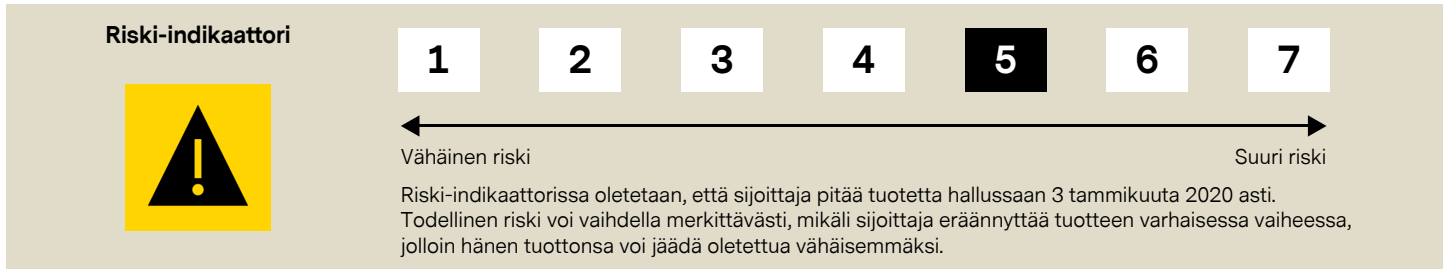 Riski-indikaattori
1 2 3 4 5 6 7
!
Vähäinen riski Suuri riski
Riski-indikaattorissa oletetaan, että sijoittaja pitää tuotetta hallussaan 3 tammikuuta 2020 asti.
Todellinen riski voi vaihdella merkittävästi, mikäli sijoittaja eräännyttää tuotteen varhaisessa vaiheessa,
jolloin hänen tuottonsa voi jäädä oletettua vähäisemmäksi.